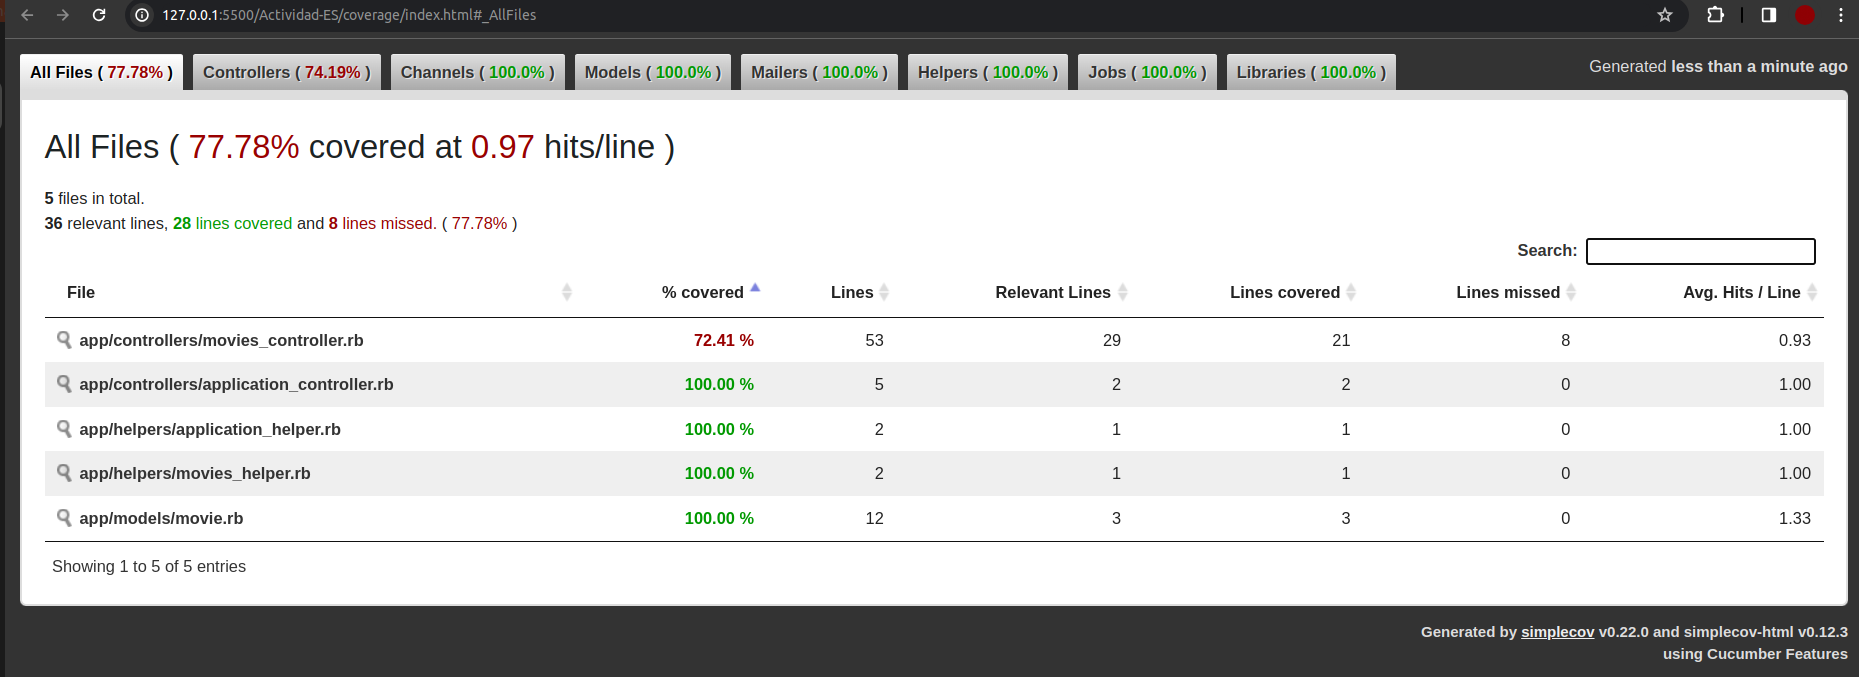 127.0.0.1:5500/Actividad-ES/coverage/index.html#_AllFiles
All Files ( 77.78% ) Controllers ( 74.19% ) Channels ( 100.0% ) Models ( 100.0% ) Mailers ( 100.0% ) Helpers ( 100.0% ) Jobs ( 100.0% ) Libraries ( 100.0% ) Generated less than a minute ago
All Files ( 77.78% covered at 0.97 hits/line )
5 files in total.
36 relevant lines, 28 lines covered and 8 lines missed. ( 77.78% )
Search:
File % covered Lines Relevant Lines Lines covered Lines missed Avg. Hits / Line
app/controllers/movies_controller.rb 72.41 % 53 29 21 8 0.93
app/controllers/application_controller.rb 100.00 % 5 2 2 0 1.00
app/helpers/application_helper.rb 100.00 % 2 1 1 0 1.00
app/helpers/movies_helper.rb 100.00 % 2 1 1 0 1.00
app/models/movie.rb 100.00 % 12 3 3 0 1.33
Showing 1 to 5 of 5 entries
Generated by simplecov v0.22.0 and simplecov-html v0.12.3
using Cucumber Features